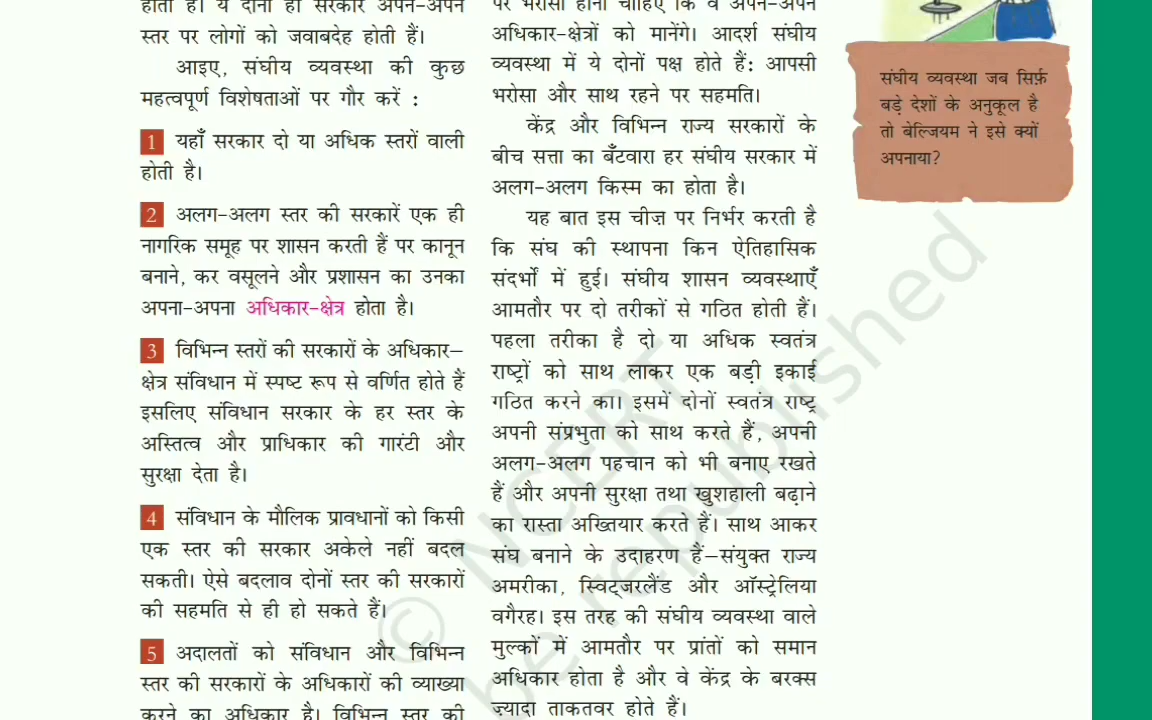 होती हैं। ये दोनों ही सरकारें अपने-अपने
स्तर पर लोगों को जवाबदेह होती हैं।
आइए, संघीय व्यवस्था की कुछ
महत्वपूर्ण विशेषताओं पर गौर करें :
1 यहाँ सरकार दो या अधिक स्तरों वाली
होती है।
2 अलग-अलग स्तर की सरकारें एक ही
नागरिक समूह पर शासन करती हैं पर कानून
बनाने, कर वसूलने और प्रशासन का उनका
अपना-अपना अधिकार-क्षेत्र होता है।
3 विभिन्न स्तरों की सरकारों के अधिकार–
क्षेत्र संविधान में स्पष्ट रूप से वर्णित होते हैं
इसलिए संविधान सरकार के हर स्तर के
अस्तित्व और प्राधिकार की गारंटी और
सुरक्षा देता है।
4 संविधान के मौलिक प्रावधानों को किसी
एक स्तर की सरकार अकेले नहीं बदल
सकती। ऐसे बदलाव दोनों स्तर की सरकारों
की सहमति से ही हो सकते हैं।
5 अदालतों को संविधान और विभिन्न
स्तर की सरकारों के अधिकारों की व्याख्या
करने का अधिकार है। विभिन्न स्तर की
पर भरोसा होना चाहिए कि वे अपने-अपने
अधिकार-क्षेत्रों को मानेंगे। आदर्श संघीय
व्यवस्था में ये दोनों पक्ष होते हैं: आपसी
भरोसा और साथ रहने पर सहमति।
केंद्र और विभिन्न राज्य सरकारों के
बीच सत्ता का बँटवारा हर संघीय सरकार में
अलग-अलग किस्म का होता है।
यह बात इस चीज़ पर निर्भर करती है
कि संघ की स्थापना किन ऐतिहासिक
संदर्भों में हुई। संघीय शासन व्यवस्थाएँ
आमतौर पर दो तरीकों से गठित होती हैं।
पहला तरीका है दो या अधिक स्वतंत्र
राष्ट्रों को साथ लाकर एक बड़ी इकाई
गठित करने का। इसमें दोनों स्वतंत्र राष्ट्र
अपनी संप्रभुता को साथ करते हैं, अपनी
अलग-अलग पहचान को भी बनाए रखते
हैं और अपनी सुरक्षा तथा खुशहाली बढ़ाने
का रास्ता अख्तियार करते हैं। साथ आकर
संघ बनाने के उदाहरण हैं–संयुक्त राज्य
अमरीका, स्विट्जरलैंड और ऑस्ट्रेलिया
वगैरह। इस तरह की संघीय व्यवस्था वाले
मुल्कों में आमतौर पर प्रांतों को समान
अधिकार होता है और वे केंद्र के बरक्स
ज़्यादा ताकतवर होते हैं।
संघीय व्यवस्था जब सिर्फ़
बड़े देशों के अनुकूल है
तो बेल्जियम ने इसे क्यों
अपनाया?
© NCERT
be republished